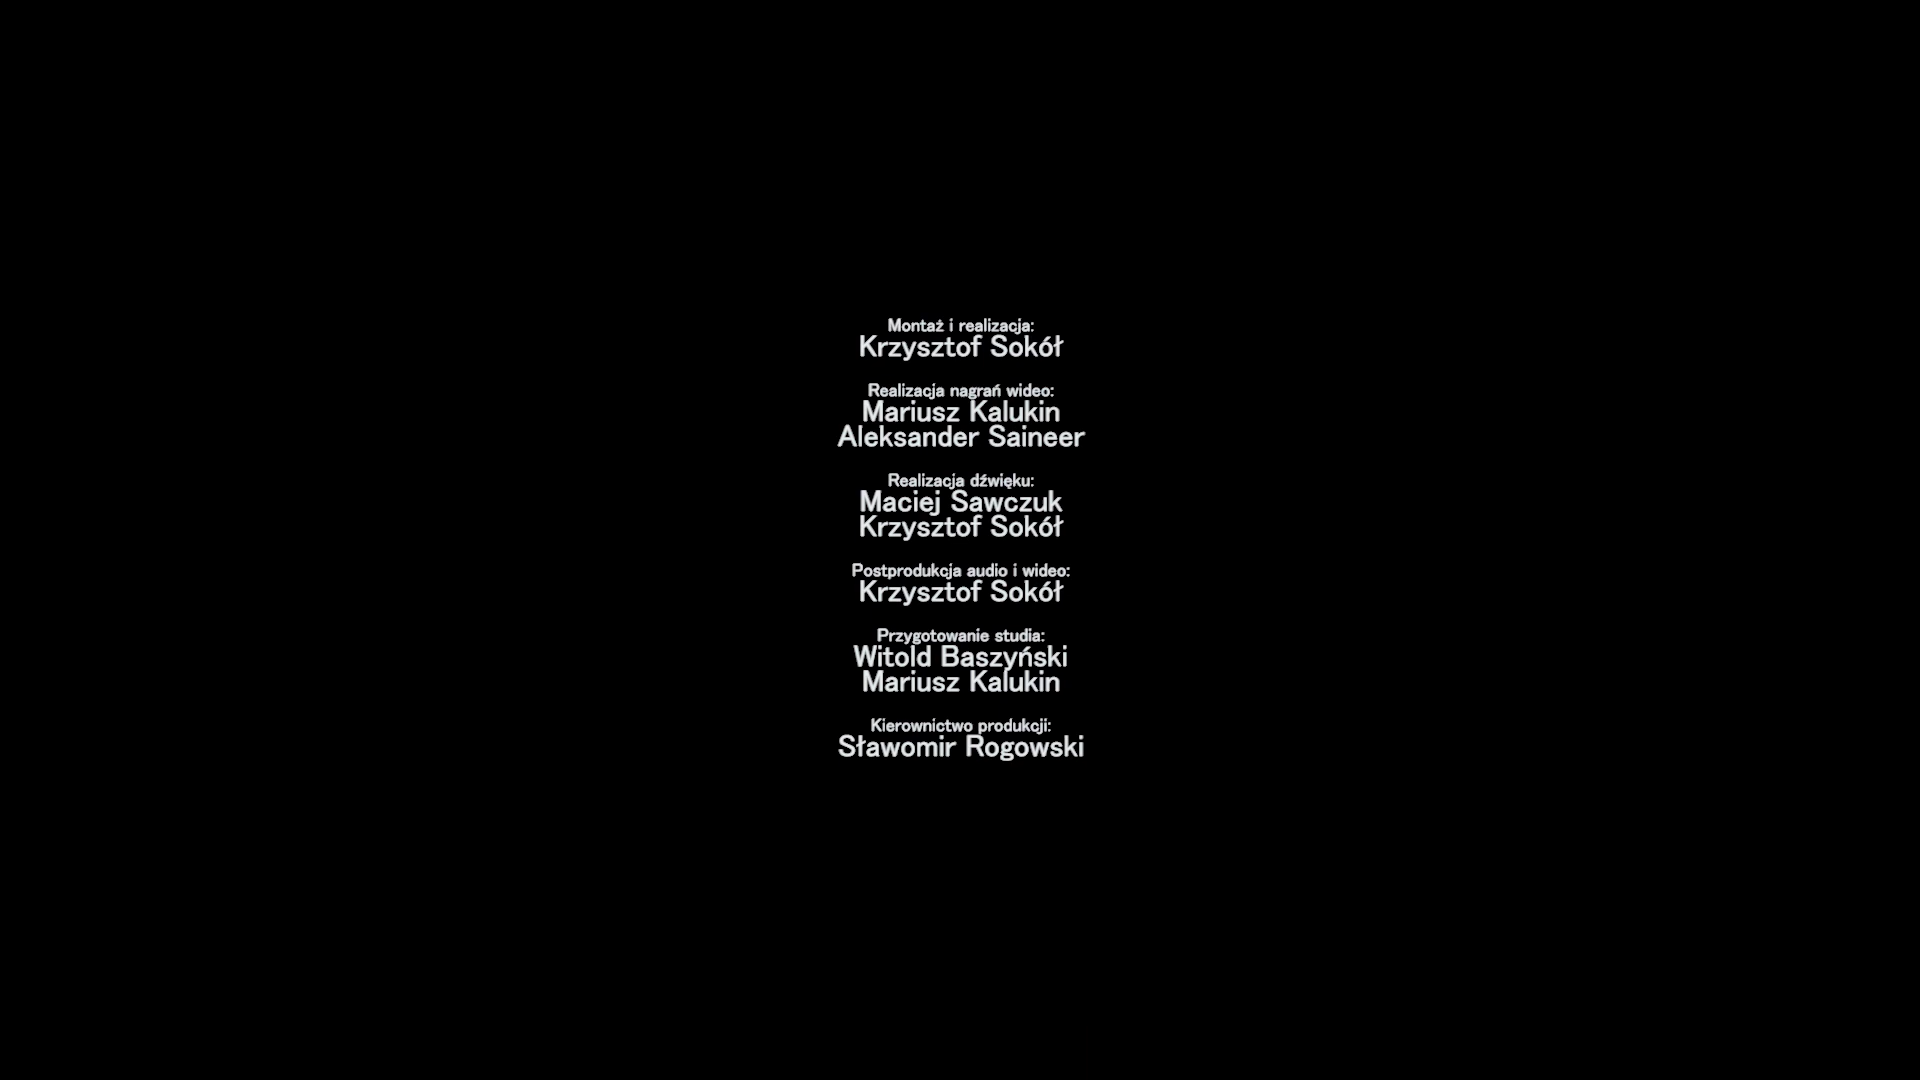 Montaż i realizacja:
Krzysztof Sokół
Realizacja nagrań wideo:
Mariusz Kalukin
Aleksander Saineer
Realizacja dźwięku:
Maciej Sawczuk
Krzysztof Sokół
Postprodukcja audio i wideo:
Krzysztof Sokół
Przygotowanie studia:
Witold Baszyński
Mariusz Kalukin
Kierownictwo produkcji:
Sławomir Rogowski